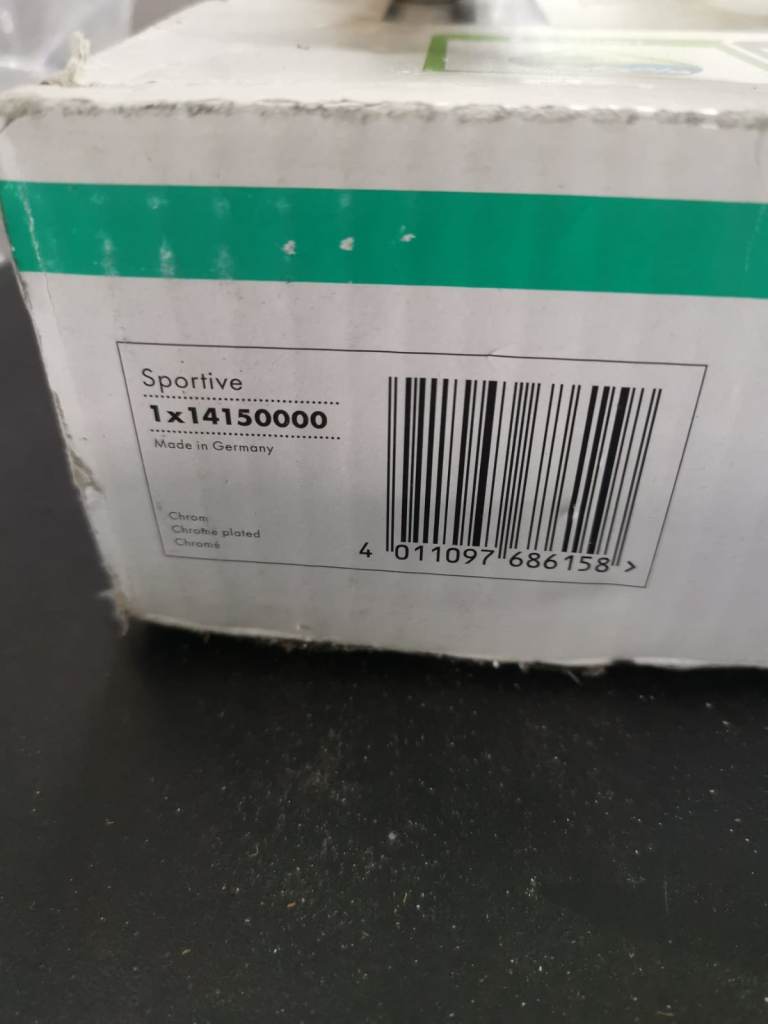 Sportive
1x14150000
Made in Germany
Chrom
Chrome plated
Chromé
4 011097 686158 >